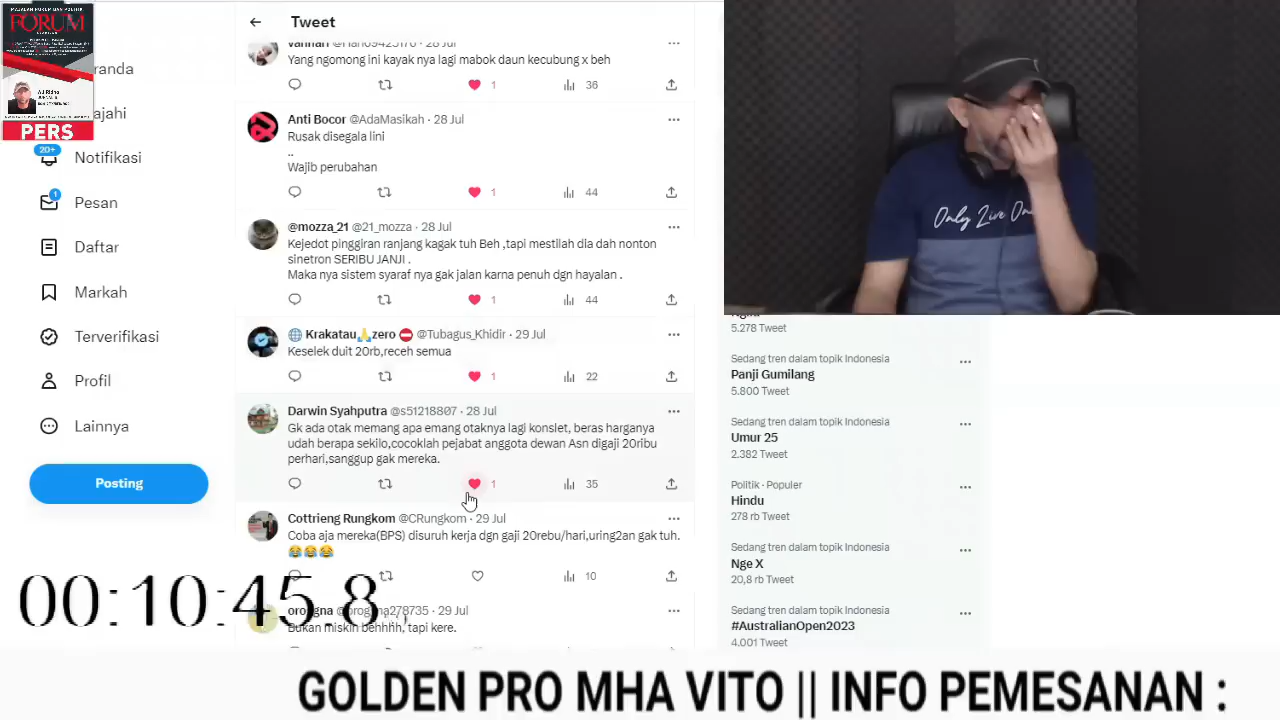 FORUM
PERS
Tweet
@Hari09425176 · 28 Jul
Yang ngomong ini kayak nya lagi mabok daun kecubung x beh
1
36
Anti Bocor @AdaMasikah · 28 Jul
Rusak disegala lini
..
Wajib perubahan
1
44
@mozza_21 @21_mozza · 28 Jul
Kejedot pinggiran ranjang kagak tuh Beh ,tapi mestilah dia dah nonton
sinetron SERIBU JANJI .
Maka nya sistem syaraf nya gak jalan karna penuh dgn hayalan .
1
44
Krakatau🙏zero ⛔ @Tubagus_Khidir · 29 Jul
Keselek duit 20rb,receh semua
1
22
Darwin Syahputra @s51218807 · 28 Jul
Gk ada otak memang apa emang otaknya lagi konslet, beras harganya
udah berapa sekilo,cocoklah pejabat anggota dewan Asn digaji 20ribu
perhari,sanggup gak mereka.
1
35
Cottrieng Rungkom @CRungkom · 29 Jul
Coba aja mereka(BPS) disuruh kerja dgn gaji 20rebu/hari,uring2an gak tuh.
😂😂😂
10
orongna · 29 Jul
Bukan miskin behhhh, tapi kere.
randa
ajahi
20+
Notifikasi
1
Pesan
Daftar
Markah
Terverifikasi
Profil
Lainnya
Posting
Only Live On
5.278 Tweet
Sedang tren dalam topik Indonesia
Panji Gumilang
5.800 Tweet
Sedang tren dalam topik Indonesia
Umur 25
2.382 Tweet
Politik · Populer
Hindu
278 rb Tweet
Sedang tren dalam topik Indonesia
Nge X
20,8 rb Tweet
Sedang tren dalam topik Indonesia
#AustralianOpen2023
4.001 Tweet
00:10:45.8
GOLDEN PRO MHA VITO || INFO PEMESANAN :